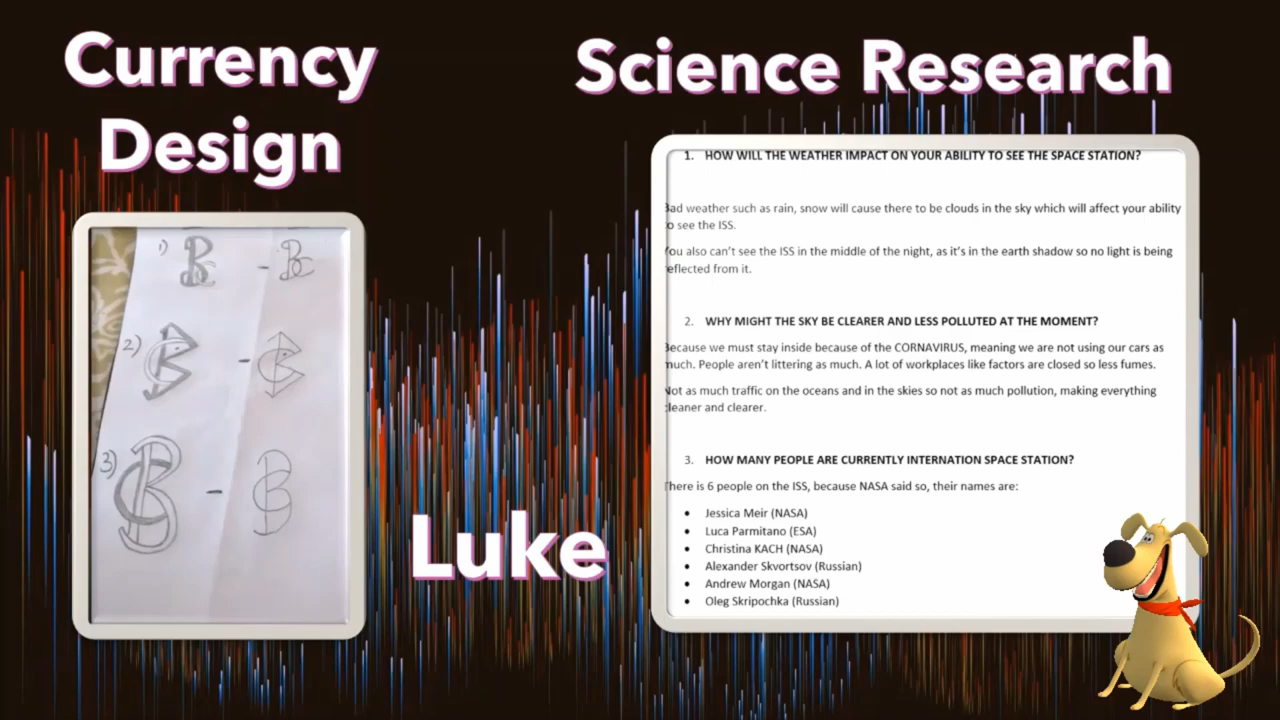 Currency
Design
1)
2)
3)
Luke
Science Research
1. HOW WILL THE WEATHER IMPACT ON YOUR ABILITY TO SEE THE SPACE STATION?
Bad weather such as rain, snow will cause there to be clouds in the sky which will affect your ability
to see the ISS.
You also can't see the ISS in the middle of the night, as it's in the earth shadow so no light is being
reflected from it.
2. WHY MIGHT THE SKY BE CLEARER AND LESS POLLUTED AT THE MOMENT?
Because we must stay inside because of the CORNAVIRUS, meaning we are not using our cars as
much. People aren't littering as much. A lot of workplaces like factors are closed so less fumes.
Not as much traffic on the oceans and in the skies so not as much pollution, making everything
cleaner and clearer.
3. HOW MANY PEOPLE ARE CURRENTLY INTERNATION SPACE STATION?
There is 6 people on the ISS, because NASA said so, their names are:
• Jessica Meir (NASA)
• Luca Parmitano (ESA)
• Christina KACH (NASA)
• Alexander Skvortsov (Russian)
• Andrew Morgan (NASA)
• Oleg Skripochka (Russian)